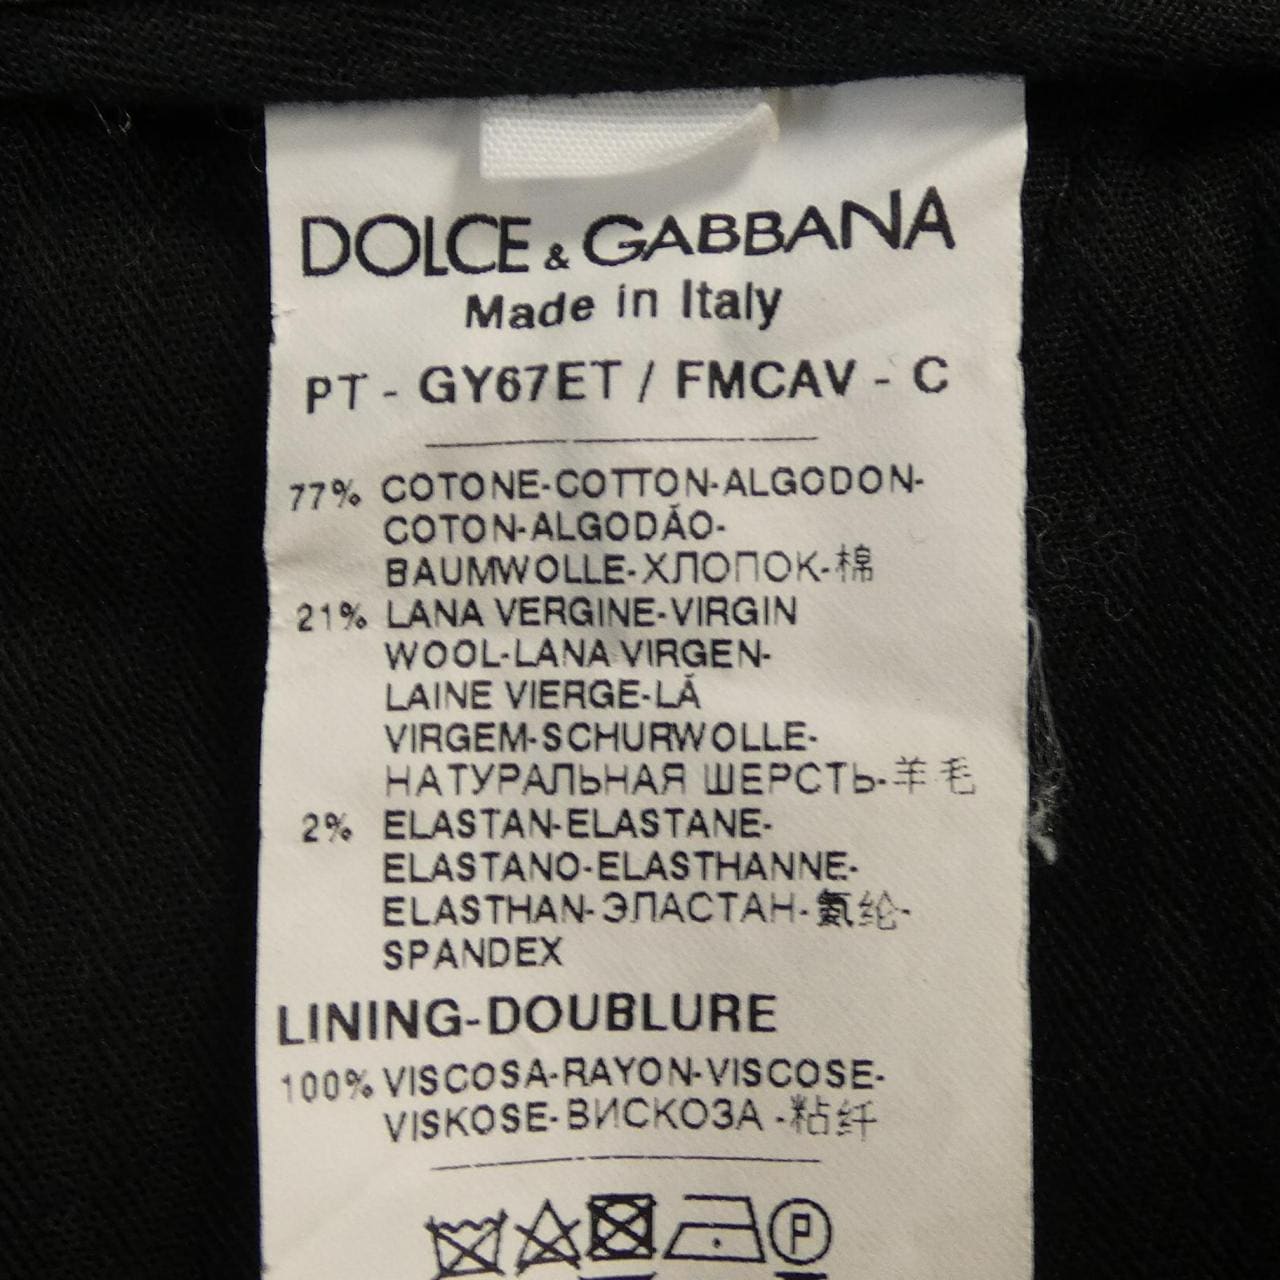 DOLCE & GABBANA
Made in Italy
PT - GY67ET / FMCAV - C
77% COTONE-COTTON-ALGODON-
COTON-ALGODÃO-
BAUMWOLLE-ХЛОПОК-棉
21% LANA VERGINE-VIRGIN
WOOL-LANA VIRGEN-
LAINE VIERGE-LÃ
VIRGEM-SCHURWOLLE-
НАТУРАЛЬНАЯ ШЕРСТЬ-羊毛
2% ELASTAN-ELASTANE-
ELASTANO-ELASTHANNE-
ELASTHAN-ЭЛАСТАН-氨纶-
SPANDEX
LINING-DOUBLURE
100% VISCOSA-RAYON-VISCOSE-
VISKOSE-ВИСКОЗА-粘纤
P